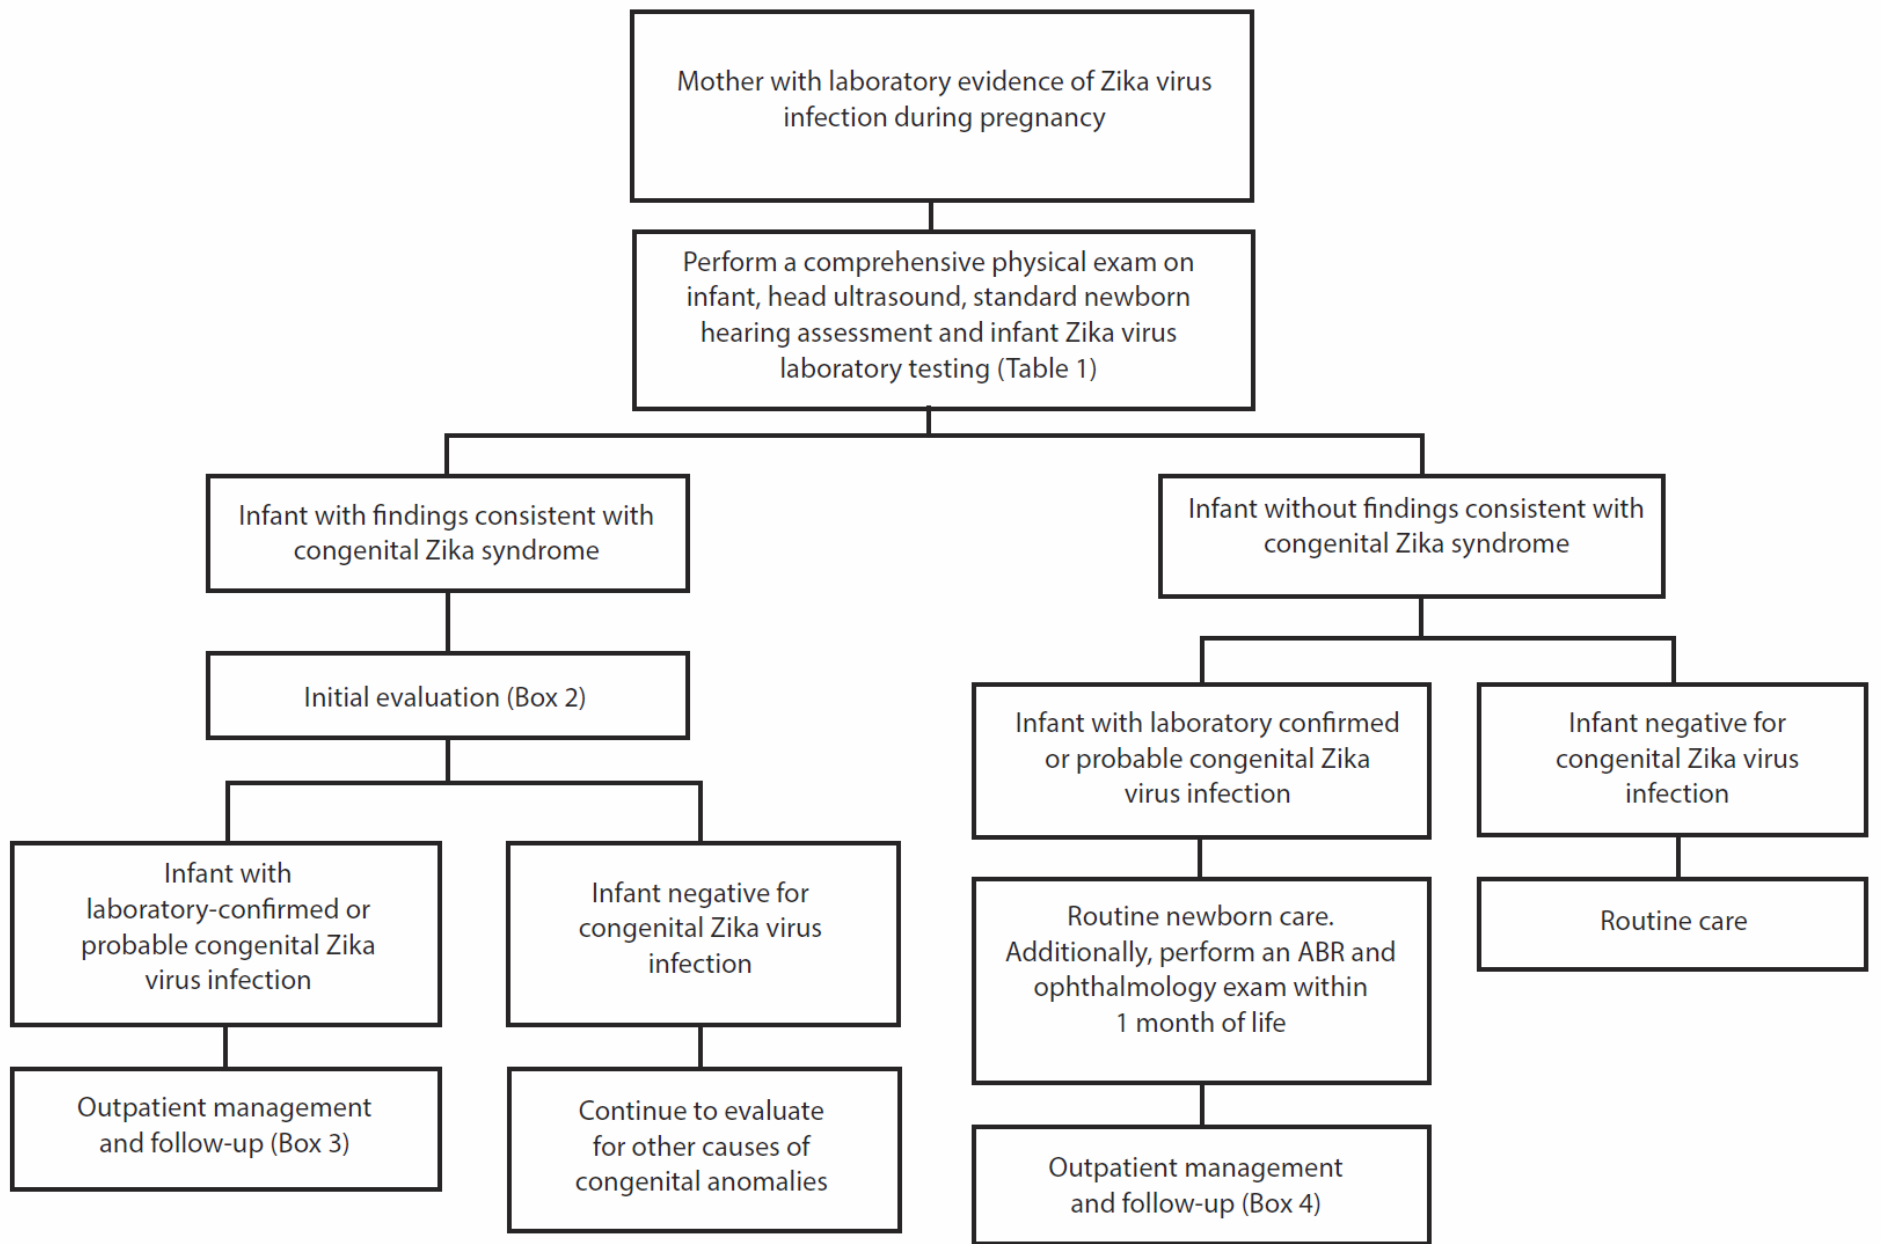 Mother with laboratory evidence of Zika virus
infection during pregnancy
Perform a comprehensive physical exam on
infant, head ultrasound, standard newborn
hearing assessment and infant Zika virus
laboratory testing (Table 1)
Infant with findings consistent with
congenital Zika syndrome
Infant without findings consistent with
congenital Zika syndrome
Initial evaluation (Box 2)
Infant with laboratory confirmed
or probable congenital Zika
virus infection
Infant negative for
congenital Zika virus
infection
Infant with
laboratory-confirmed or
probable congenital Zika
virus infection
Infant negative for
congenital Zika virus
infection
Routine newborn care.
Additionally, perform an ABR and
ophthalmology exam within
1 month of life
Routine care
Outpatient management
and follow-up (Box 3)
Continue to evaluate
for other causes of
congenital anomalies
Outpatient management
and follow-up (Box 4)